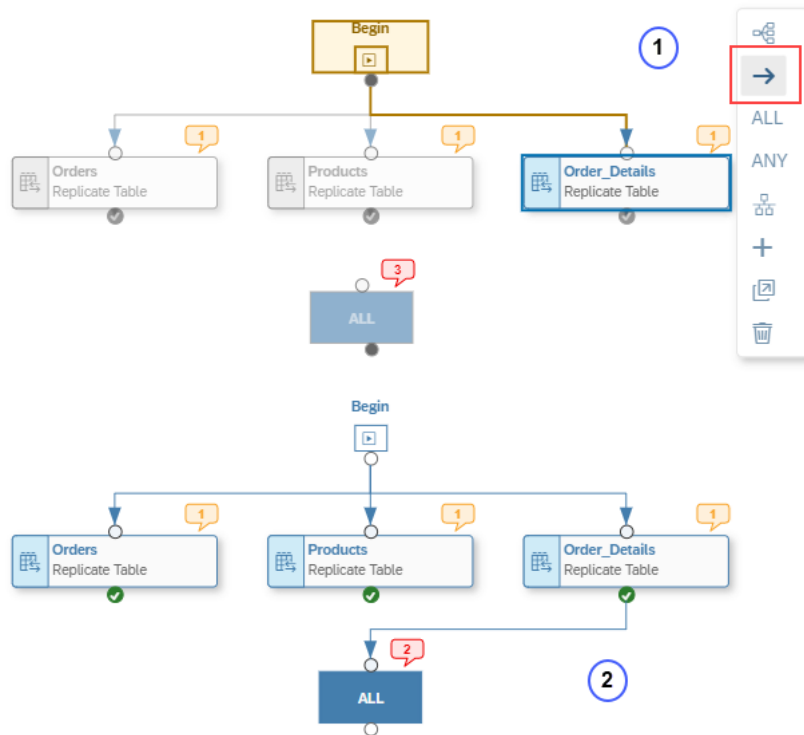 Begin
1
1
1
1
Orders
Replicate Table
Products
Replicate Table
Order_Details
Replicate Table
ALL
ANY
3
ALL
Begin
1
1
1
Orders
Replicate Table
Products
Replicate Table
Order_Details
Replicate Table
2
ALL
2